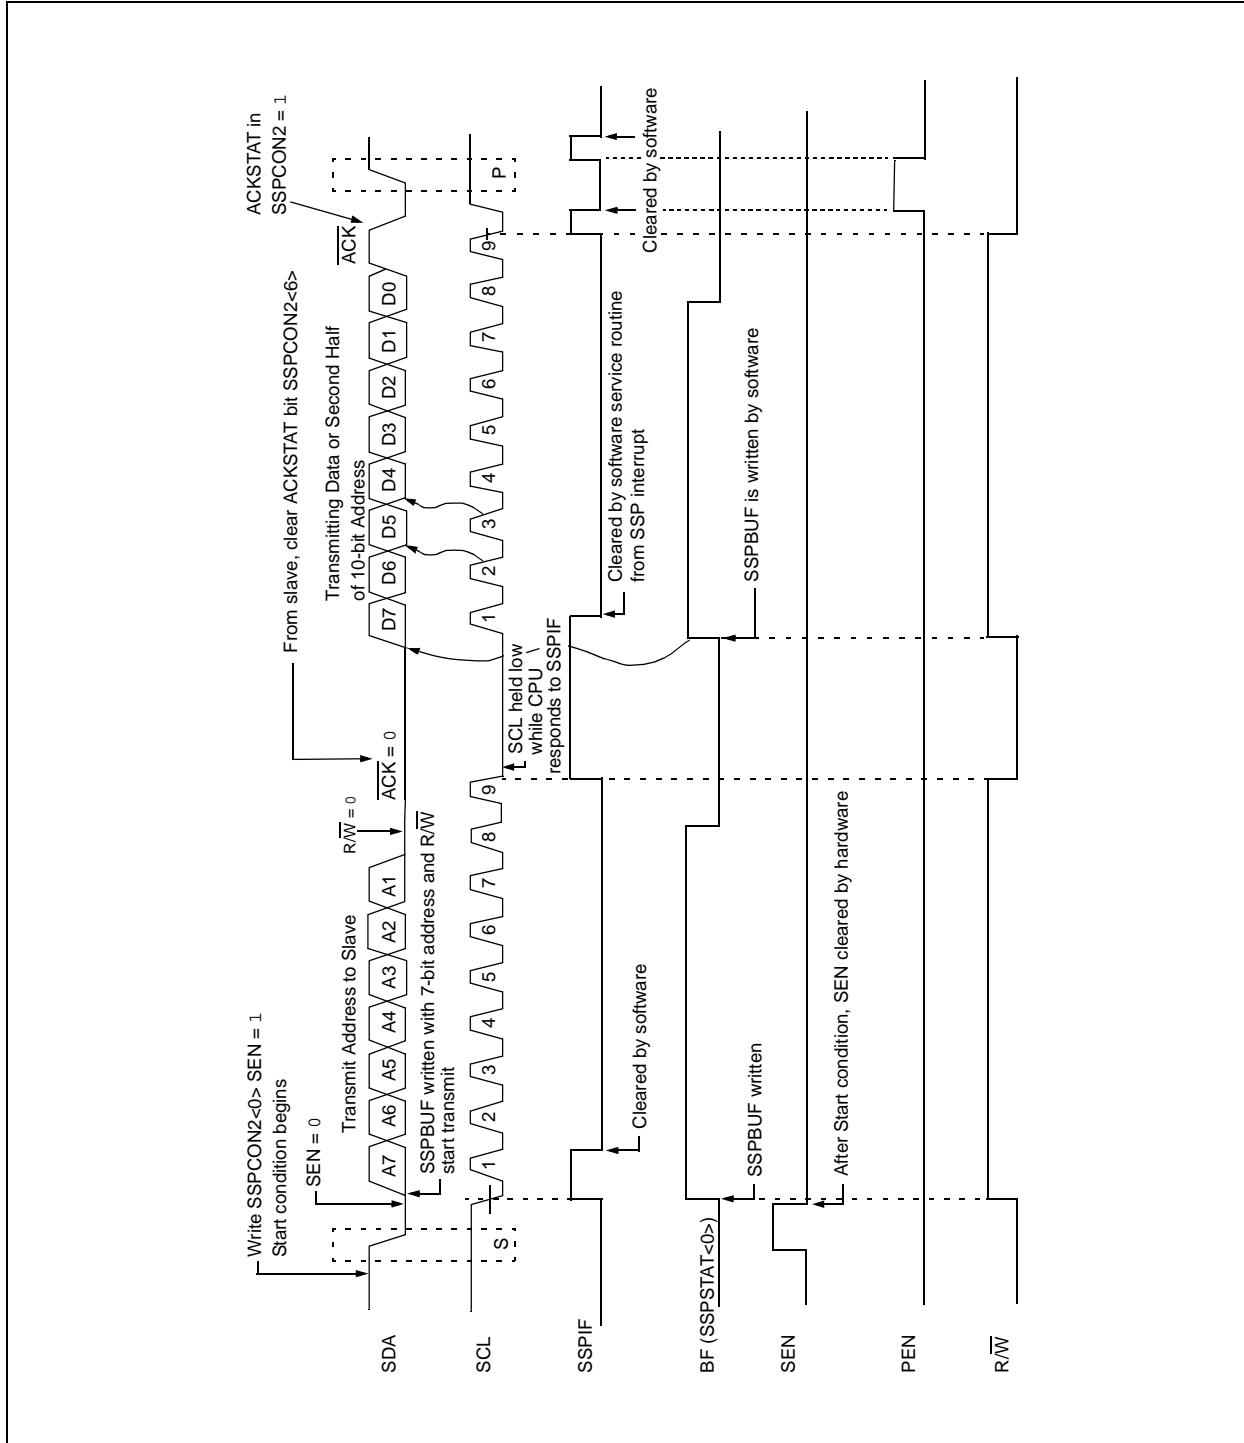 Write SSPCON2<0> SEN = 1
Start condition begins
SEN = 0
Transmit Address to Slave
R/W = 0
From slave, clear ACKSTAT bit SSPCON2<6>
ACK = 0
Transmitting Data or Second Half
of 10-bit Address
ACKSTAT in
SSPCON2 = 1
ACK
SDA
A7 A6 A5 A4 A3 A2 A1
D7 D6 D5 D4 D3 D2 D1 D0
SSPBUF written with 7-bit address and R/W
start transmit
SCL
S
1 2 3 4 5 6 7 8 9
1 2 3 4 5 6 7 8 9
P
SCL held low
while CPU
responds to SSPIF
SSPIF
Cleared by software
Cleared by software service routine
from SSP interrupt
Cleared by software
BF (SSPSTAT<0>)
SSPBUF written
SSPBUF is written by software
SEN
After Start condition, SEN cleared by hardware
PEN
R/W